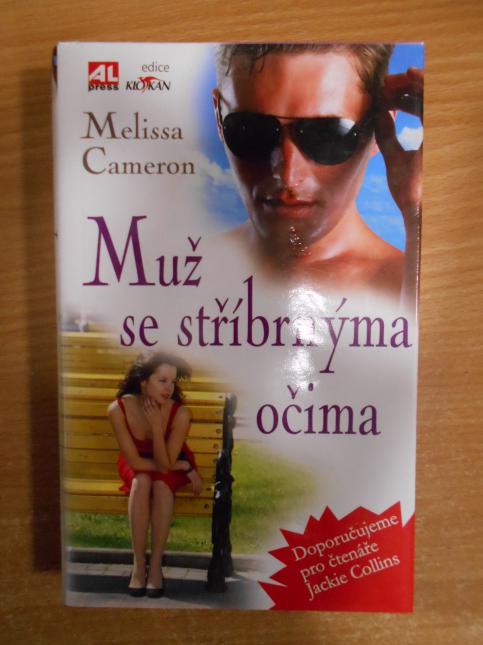 AL
press
edice
KLOKAN
Melissa
Cameron
Muž
se stříbrnýma
očima
Doporučujeme
pro čtenáře
Jackie Collins